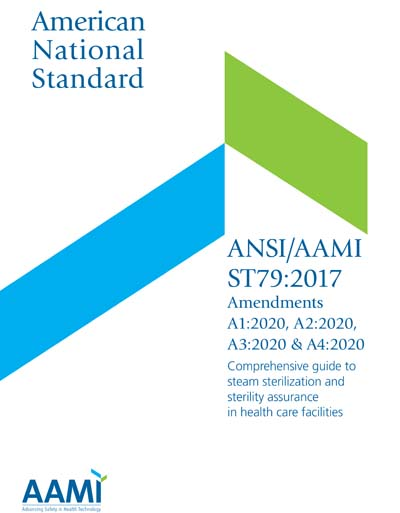 American
National
Standard
ANSI/AAMI
ST79:2017
Amendments
A1:2020, A2:2020,
A3:2020 & A4:2020
Comprehensive guide to
steam sterilization and
sterility assurance
in health care facilities
AAMI
Advancing Safety in Health Technology